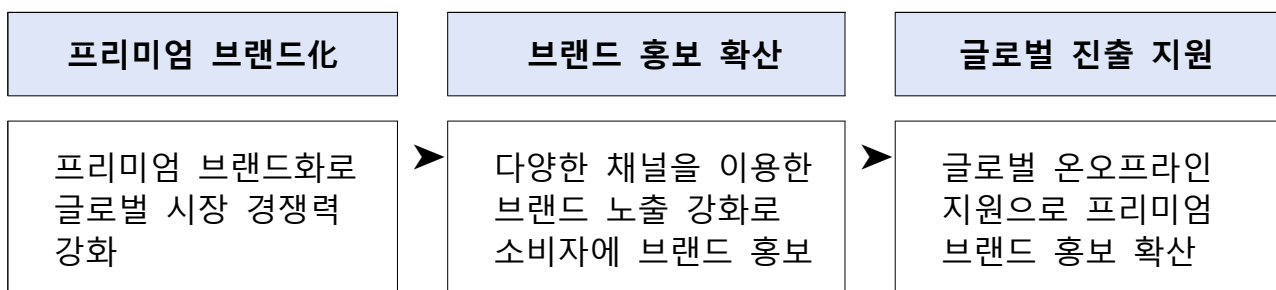 프리미엄 브랜드化
프리미엄 브랜드화로
글로벌 시장 경쟁력
강화
브랜드 홍보 확산
다양한 채널을 이용한
브랜드 노출 강화로
소비자에 브랜드 홍보
글로벌 진출 지원
글로벌 온오프라인
지원으로 프리미엄
브랜드 홍보 확산